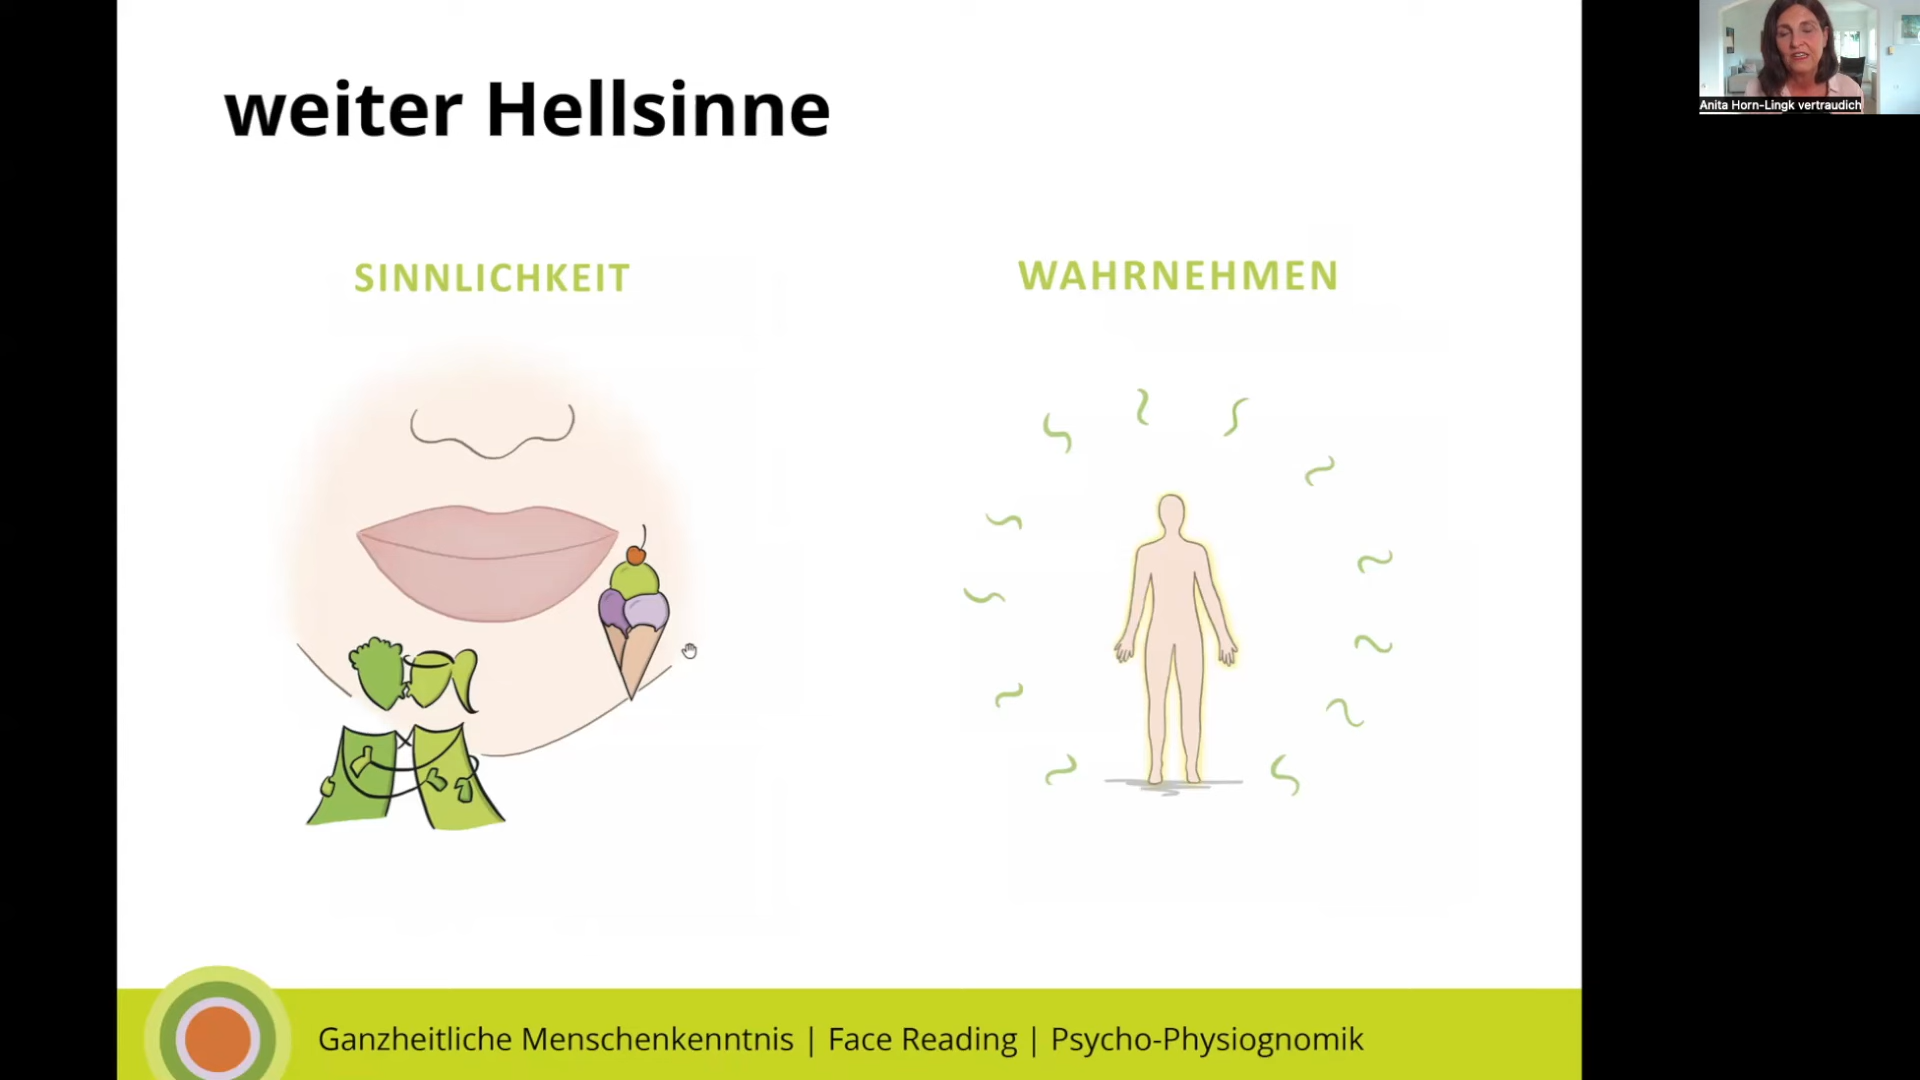 weiter Hellsinne
SINNLICHKEIT
WAHRNEHMEN
Ganzheitliche Menschenkenntnis | Face Reading | Psycho-Physiognomik
Anita Horn-Lingk vertraudich